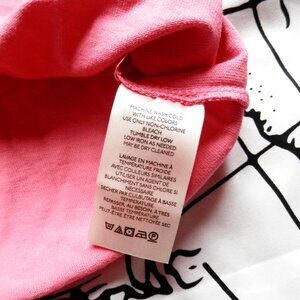 MACHINE WASH COLD
WITH LIKE COLORS
USE ONLY NON-CHLORINE
BLEACH
TUMBLE DRY LOW
LOW IRON AS NEEDED
MAY BE DRY CLEANED
LAVAGE EN MACHINE À
TEMPÉRATURE FROIDE
AVEC COULEURS SIMILAIRES
UTILISER UN AGENT DE
BLANCHIMENT SANS CHLORE SI
NÉCESSAIRE
SÉCHER PAR CULBUTAGE À BASSE
TEMPÉRATURE
REPASSER, AU BESOIN, À TRÈS
BASSE TEMPÉRATURE
PEUT-ÊTRE ÊTRE NETTOYÉE SEC